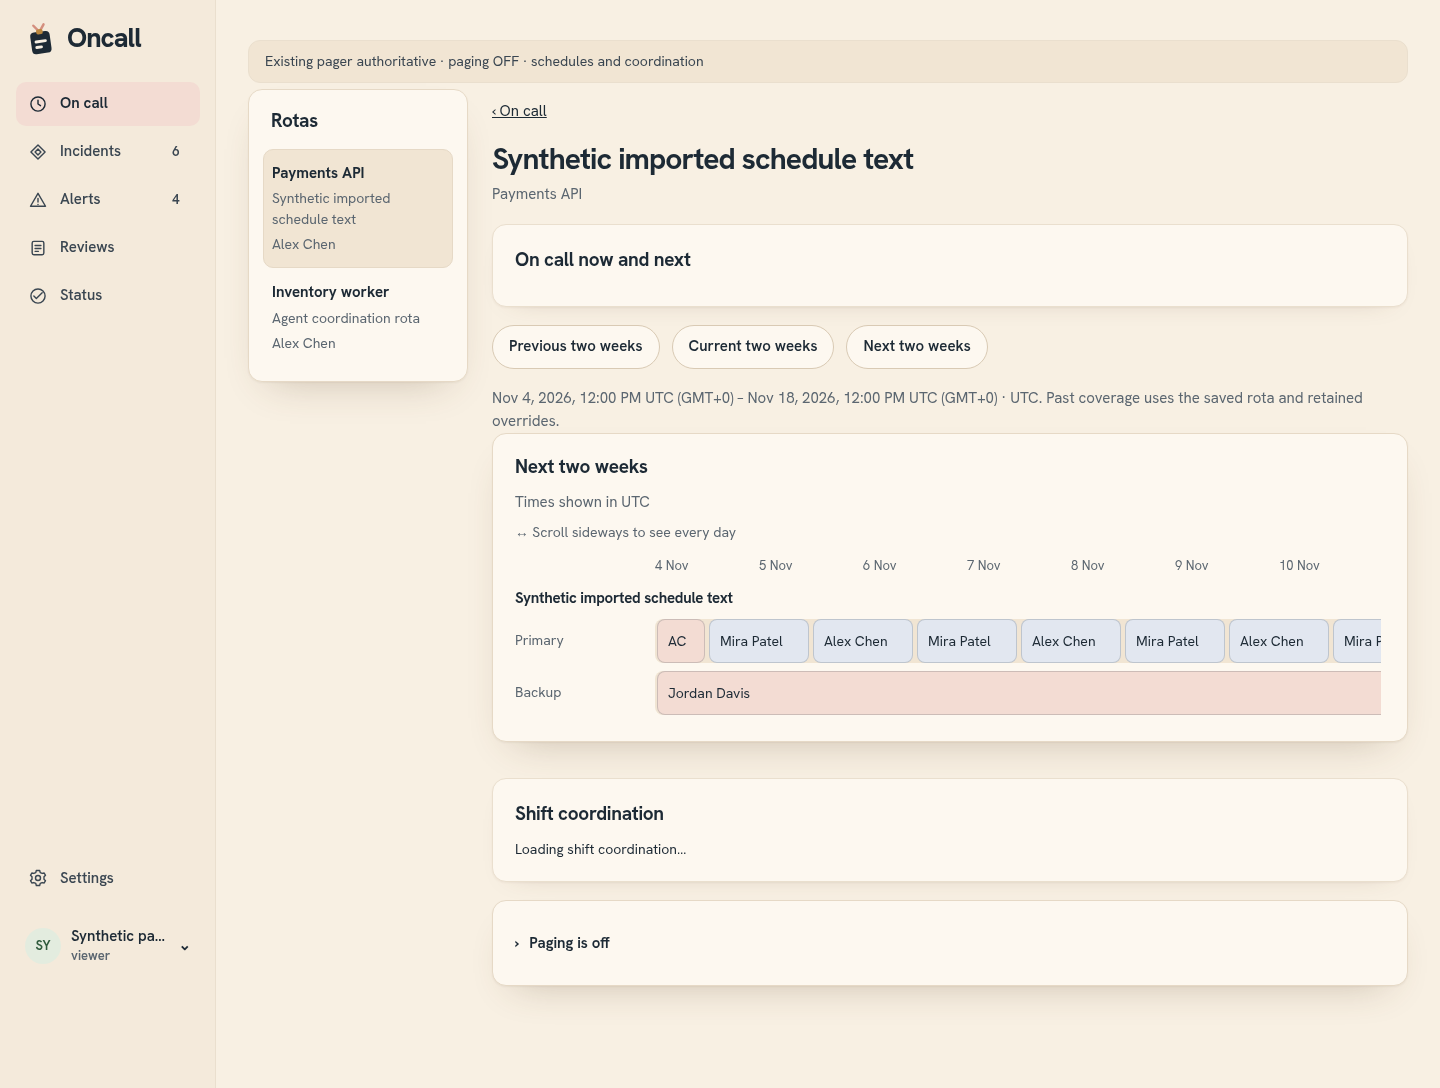 Oncall
On call
Incidents 6
Alerts 4
Reviews
Status
Settings
SY
Synthetic pa...
viewer
Existing pager authoritative · paging OFF · schedules and coordination
Rotas
Payments API
Synthetic imported
schedule text
Alex Chen
Inventory worker
Agent coordination rota
Alex Chen
‹ On call
Synthetic imported schedule text
Payments API
On call now and next
Previous two weeks
Current two weeks
Next two weeks
Nov 4, 2026, 12:00 PM UTC (GMT+0) – Nov 18, 2026, 12:00 PM UTC (GMT+0) · UTC. Past coverage uses the saved rota and retained
overrides.
Next two weeks
Times shown in UTC
↔ Scroll sideways to see every day
4 Nov 5 Nov 6 Nov 7 Nov 8 Nov 9 Nov 10 Nov
Synthetic imported schedule text
Primary AC Mira Patel Alex Chen Mira Patel Alex Chen Mira Patel Alex Chen Mira
Backup Jordan Davis
Shift coordination
Loading shift coordination...
› Paging is off